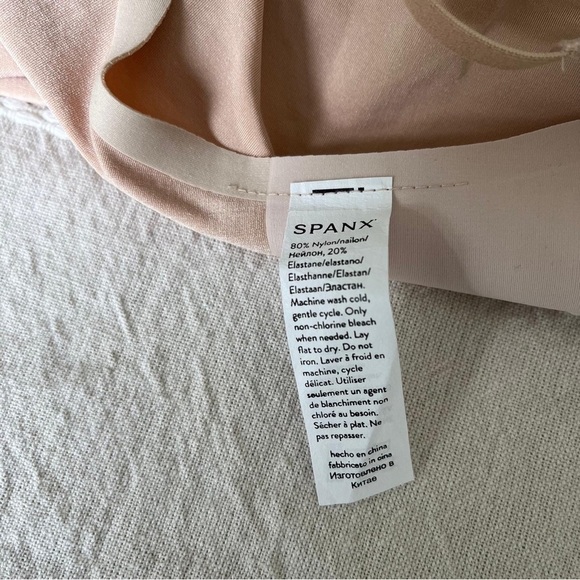 SPANX
80% Nylon/nailon/
Нейлон, 20%
Elastane/elastano/
Elasthanne/Elastan/
Elastaan/Эластан.
Machine wash cold,
gentle cycle. Only
non-chlorine bleach
when needed. Lay
flat to dry. Do not
iron. Laver à froid en
machine, cycle
délicat. Utiliser
seulement un agent
de blanchiment non
chloré au besoin.
Sécher à plat. Ne
pas repasser.
hecho en china
fabbricato in cina
Изготовлено в
Китае